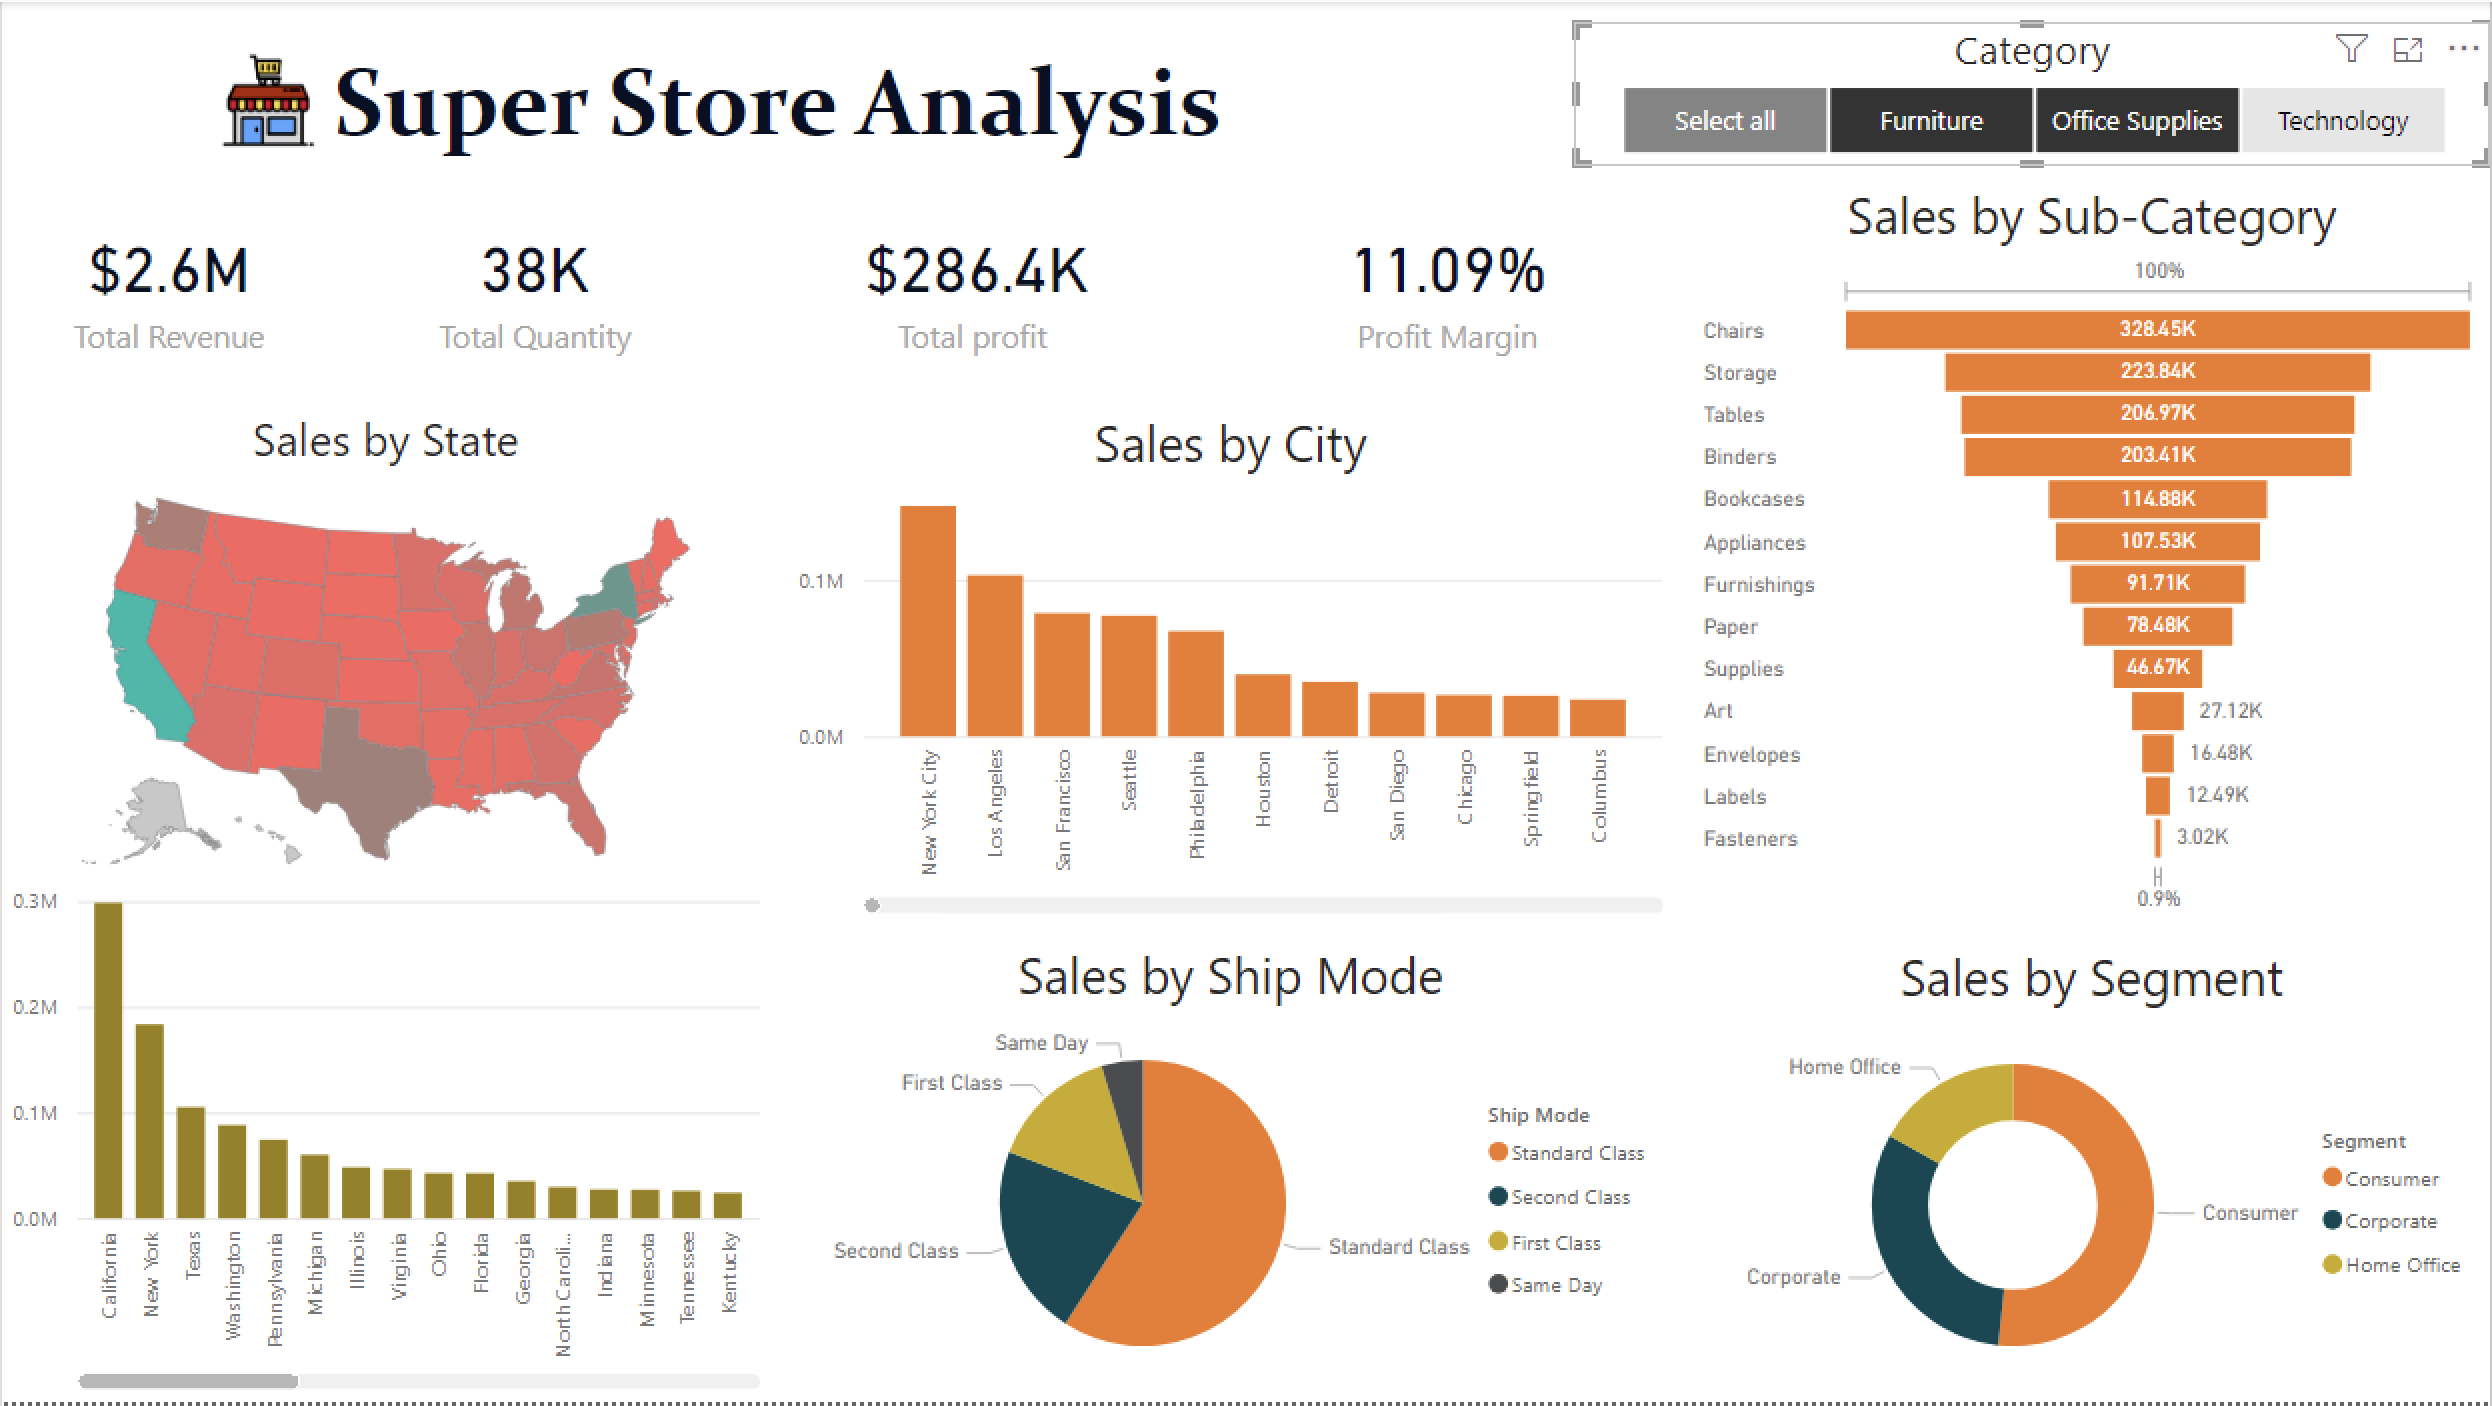 Super Store Analysis
Category
Select all
Furniture
Office Supplies
Technology
$2.6M
Total Revenue
38K
Total Quantity
$286.4K
Total profit
11.09%
Profit Margin
Sales by State
0.3M
0.2M
0.1M
0.0M
California
New York
Texas
Washington
Pennsylvania
Michigan
Illinois
Virginia
Ohio
Florida
Georgia
North Caroli...
Indiana
Minnesota
Tennessee
Kentucky
Sales by City
0.1M
0.0M
New York City
Los Angeles
San Francisco
Seattle
Philadelphia
Houston
Detroit
San Diego
Chicago
Springfield
Columbus
Sales by Sub-Category
100%
Chairs 328.45K
Storage 223.84K
Tables 206.97K
Binders 203.41K
Bookcases 114.88K
Appliances 107.53K
Furnishings 91.71K
Paper 78.48K
Supplies 46.67K
Art 27.12K
Envelopes 16.48K
Labels 12.49K
Fasteners 3.02K
0.9%
Sales by Ship Mode
Same Day
First Class
Second Class
Standard Class
Ship Mode
Standard Class
Second Class
First Class
Same Day
Sales by Segment
Home Office
Corporate
Consumer
Segment
Consumer
Corporate
Home Office